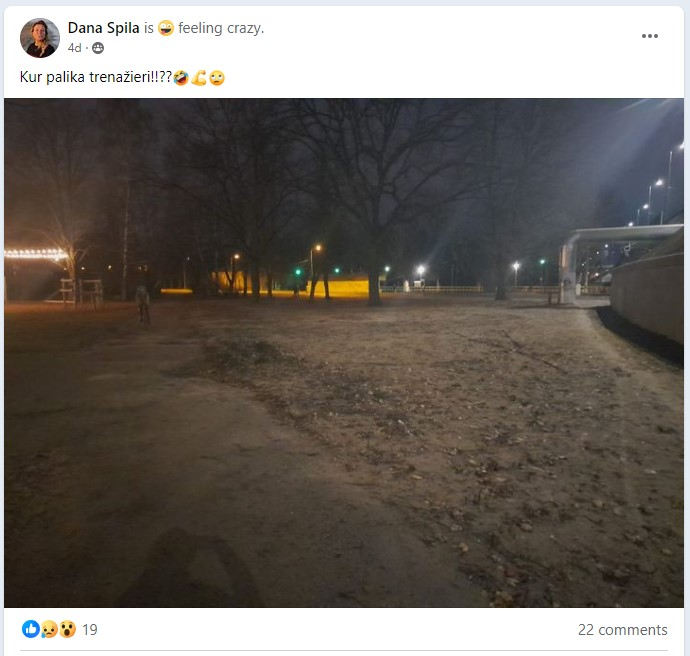 Dana Spila is 🤪 feeling crazy.
4d ·
Kur palika trenažieri!!??🤣💪🙄
19
22 comments